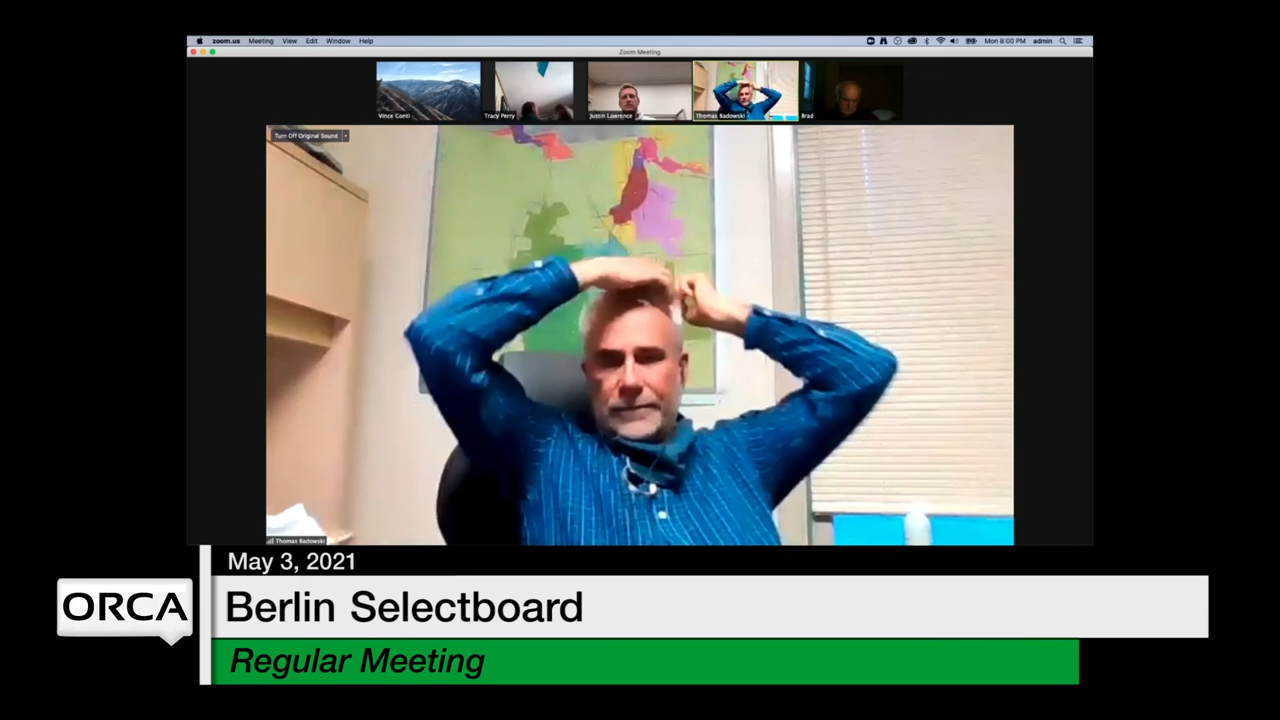 zoom.us Meeting View Edit Window Help Mon 8:00 PM admin
Zoom Meeting
Vince Conti Tracy Perry Justin Lawrence Thomas Badowski Brad
Turn Off Original Sound
Thomas Badowski
May 3, 2021
ORCA
Berlin Selectboard
Regular Meeting